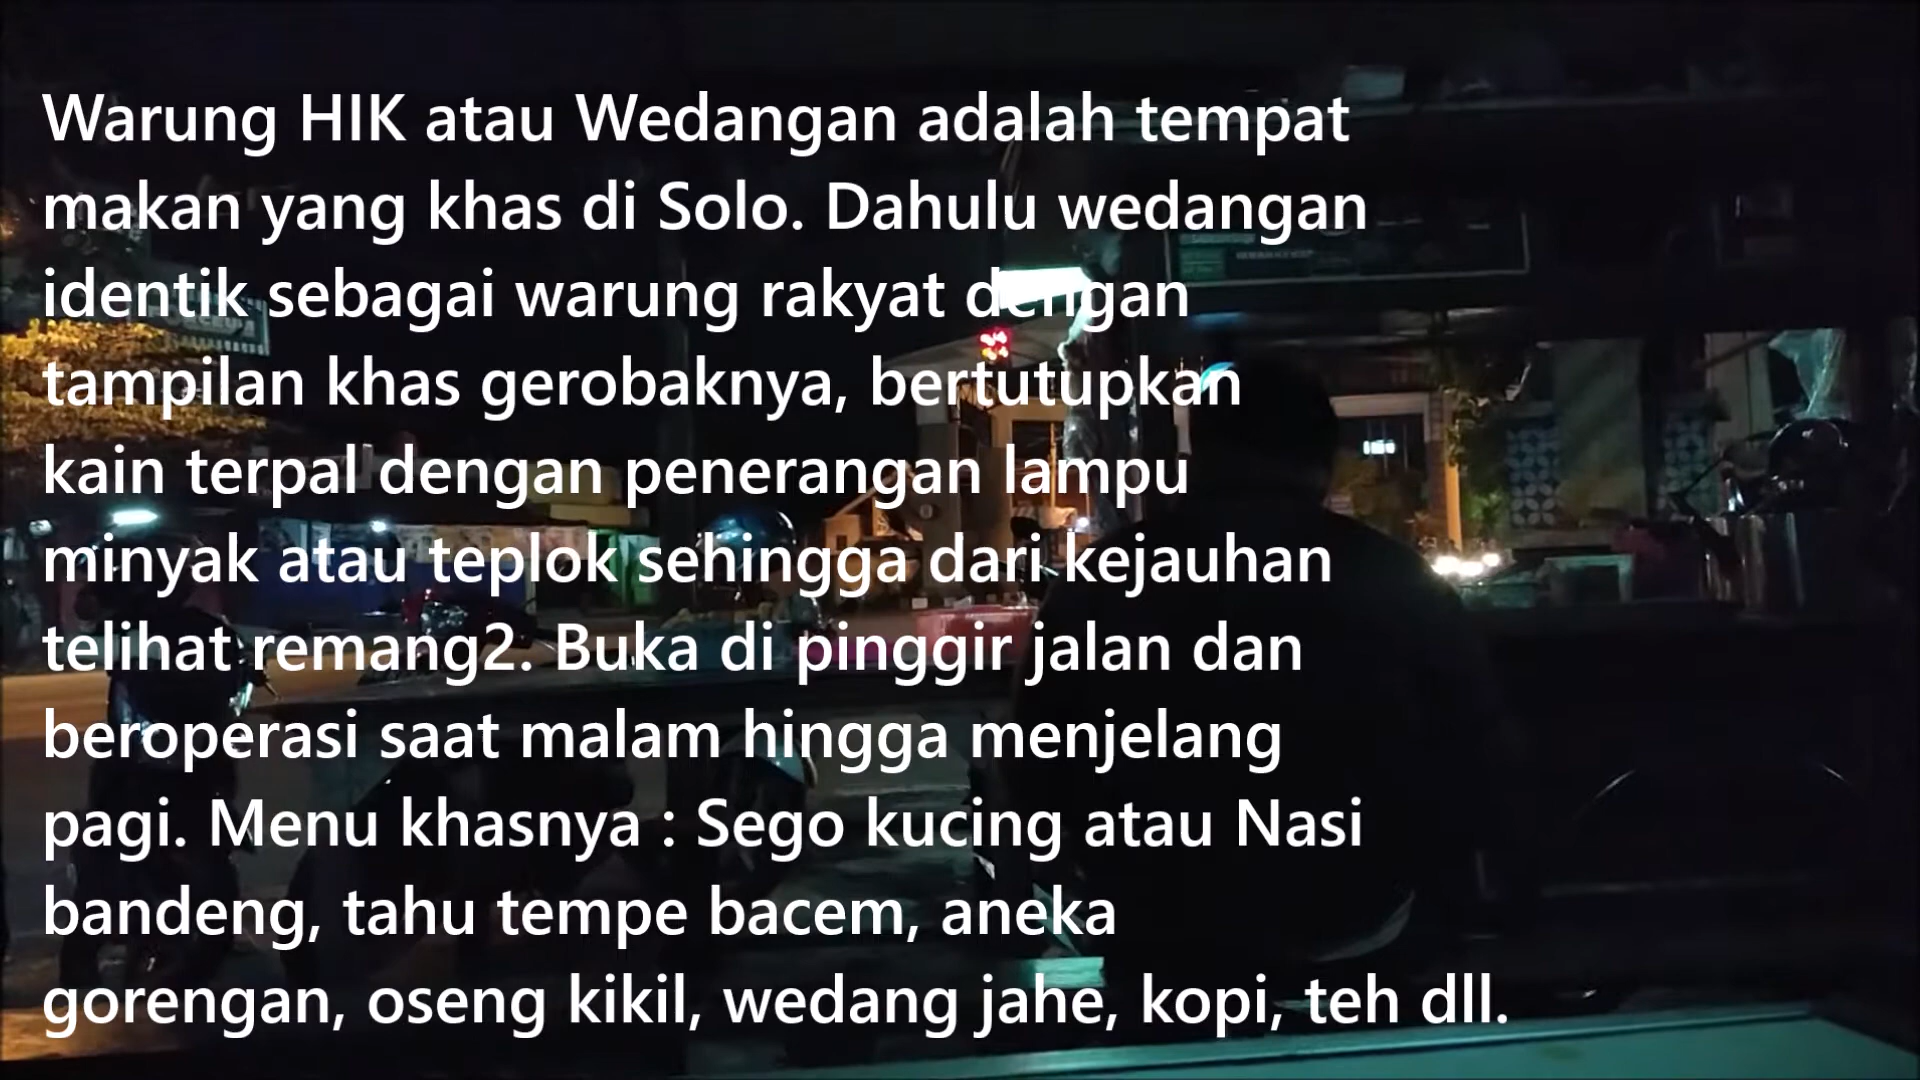 Warung HIK atau Wedangan adalah tempat
makan yang khas di Solo. Dahulu wedangan
identik sebagai warung rakyat dengan
tampilan khas gerobaknya, bertutupkan
kain terpal dengan penerangan lampu
minyak atau teplok sehingga dari kejauhan
telihat remang2. Buka di pinggir jalan dan
beroperasi saat malam hingga menjelang
pagi. Menu khasnya : Sego kucing atau Nasi
bandeng, tahu tempe bacem, aneka
gorengan, oseng kikil, wedang jahe, kopi, teh dll.